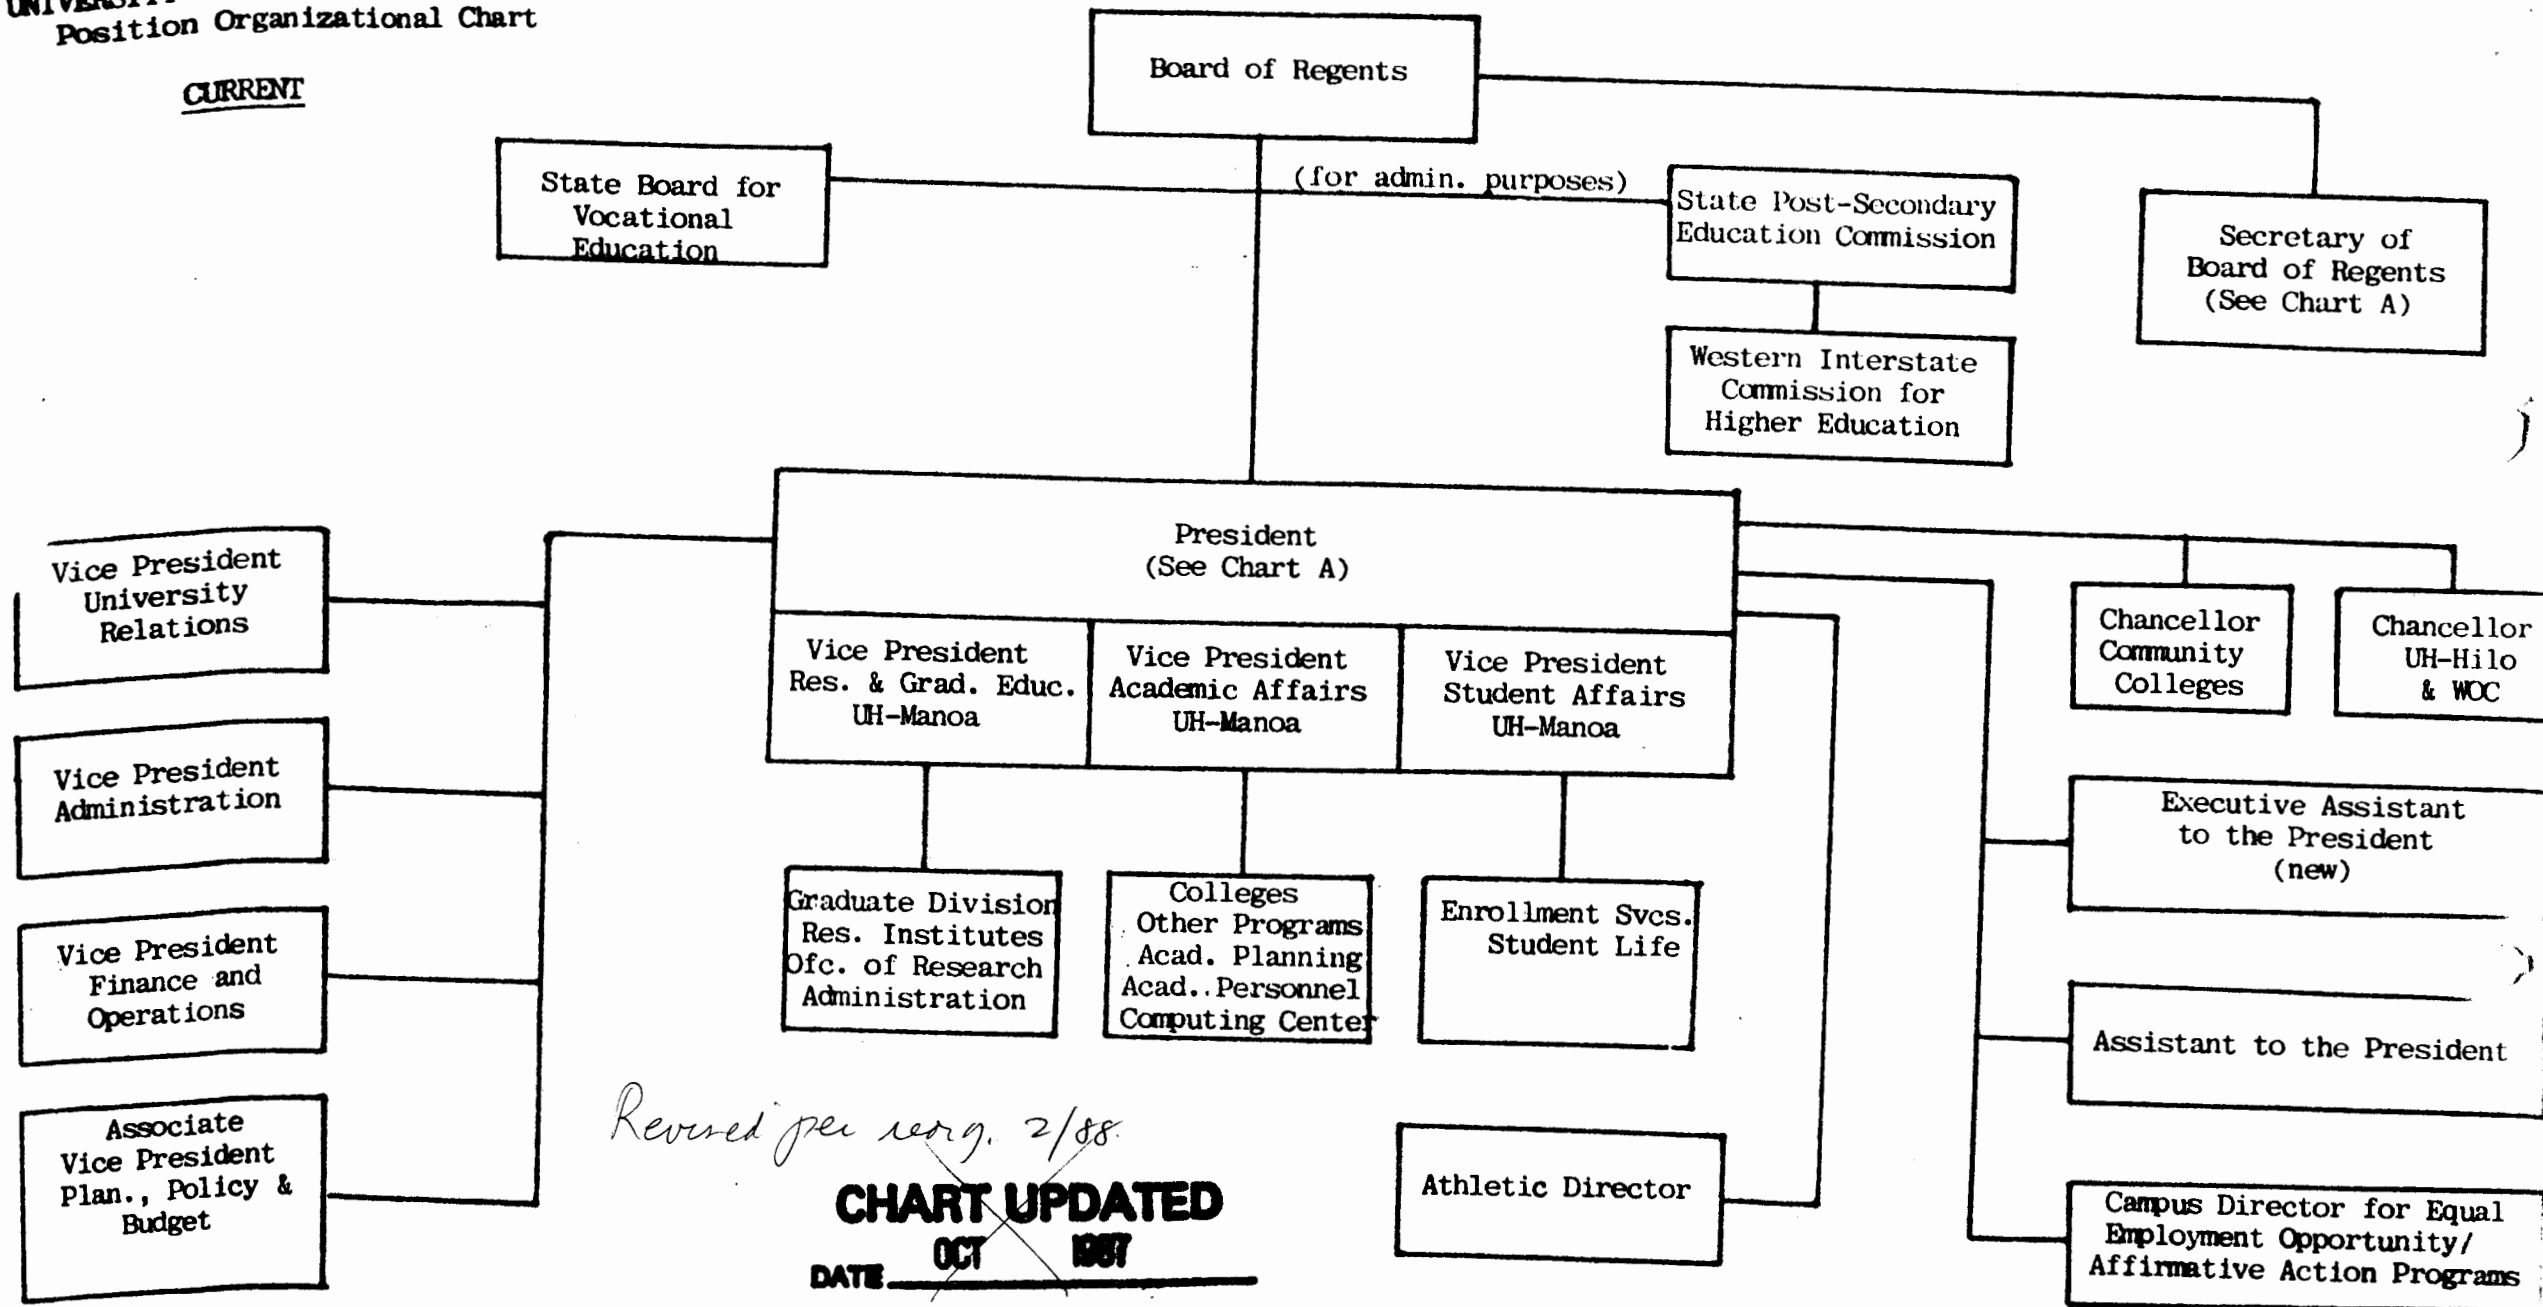 Position Organizational Chart
CURRENT
Board of Regents
State Board for
Vocational
Education
(for admin. purposes)
State Post-Secondary
Education Commission
Secretary of
Board of Regents
(See Chart A)
Western Interstate
Commission for
Higher Education
President
(See Chart A)
Vice President
Res. & Grad. Educ.
UH-Manoa
Vice President
Academic Affairs
UH-Manoa
Vice President
Student Affairs
UH-Manoa
Vice President
University
Relations
Vice President
Administration
Vice President
Finance and
Operations
Associate
Vice President
Plan., Policy &
Budget
Graduate Division
Res. Institutes
Ofc. of Research
Administration
Colleges
Other Programs
Acad. Planning
Acad. Personnel
Computing Center
Enrollment Svcs.
Student Life
Chancellor
Community
Colleges
Chancellor
UH-Hilo
& WOC
Executive Assistant
to the President
(new)
Assistant to the President
Campus Director for Equal
Employment Opportunity/
Affirmative Action Programs
Athletic Director
Revised per reorg. 2/88.
CHART UPDATED
OCT 1987
DATE